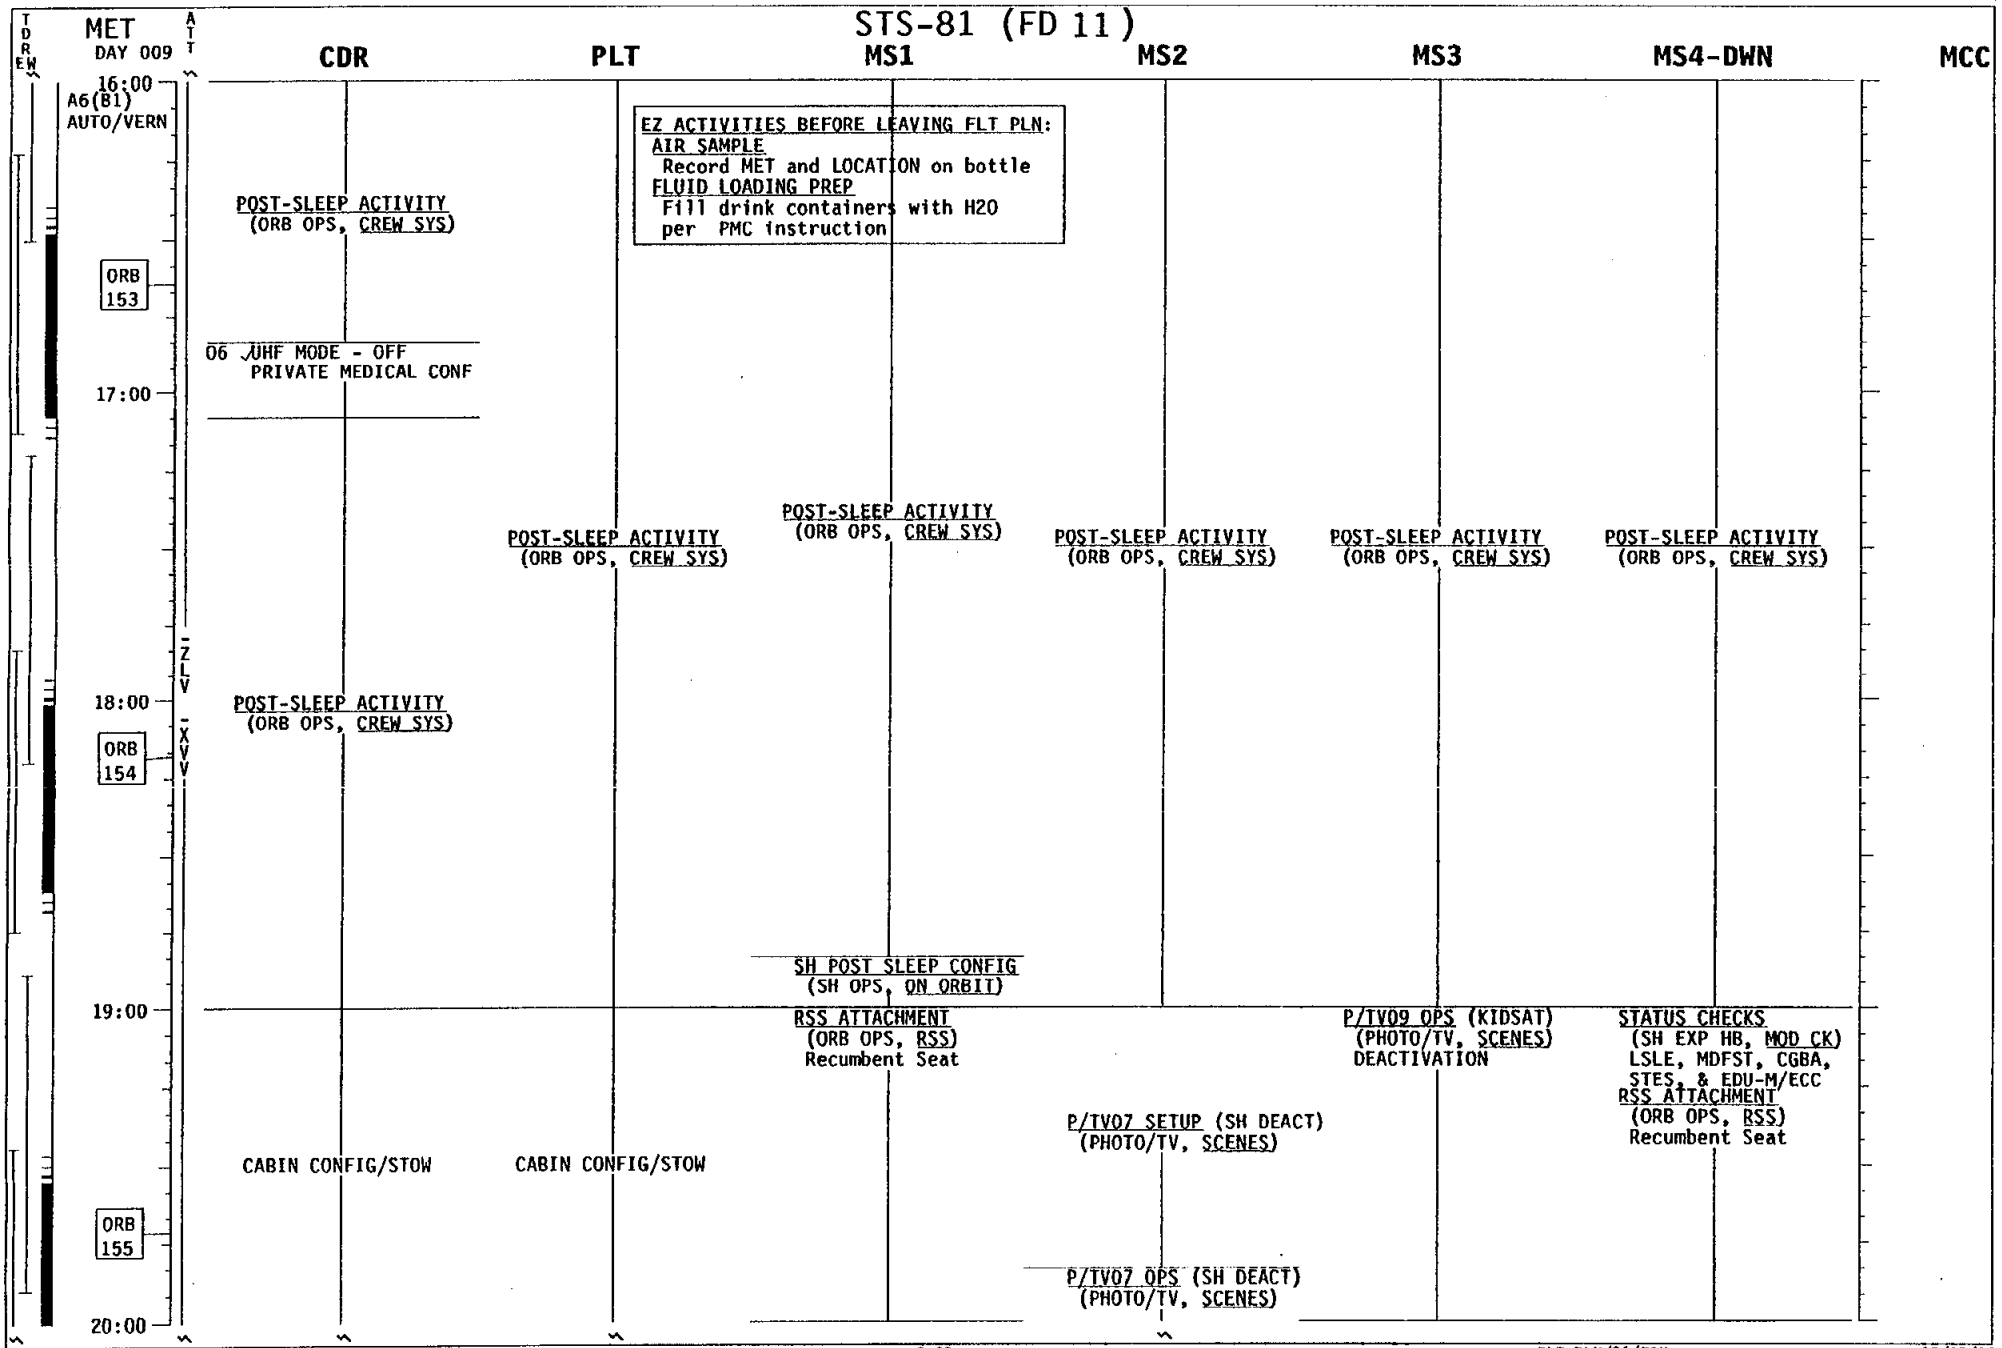 STS-81 (FD 11)
TDRE W
MET
DAY 009
ATT
CDR
PLT
MS1
MS2
MS3
MS4-DWN
MCC
16:00
A6(B1)
AUTO/VERN
EZ ACTIVITIES BEFORE LEAVING FLT PLN:
AIR SAMPLE
Record MET and LOCATION on bottle
FLUID LOADING PREP
Fill drink containers with H2O
per PMC instruction
POST-SLEEP ACTIVITY
(ORB OPS, CREW SYS)
ORB
153
06 √UHF MODE - OFF
PRIVATE MEDICAL CONF
17:00
POST-SLEEP ACTIVITY
(ORB OPS, CREW SYS)
POST-SLEEP ACTIVITY
(ORB OPS, CREW SYS)
POST-SLEEP ACTIVITY
(ORB OPS, CREW SYS)
POST-SLEEP ACTIVITY
(ORB OPS, CREW SYS)
POST-SLEEP ACTIVITY
(ORB OPS, CREW SYS)
-ZLV
18:00
-XVV
POST-SLEEP ACTIVITY
(ORB OPS, CREW SYS)
ORB
154
SH POST SLEEP CONFIG
(SH OPS, ON ORBIT)
19:00
RSS ATTACHMENT
(ORB OPS, RSS)
Recumbent Seat
P/TV09 OPS (KIDSAT)
(PHOTO/TV, SCENES)
DEACTIVATION
STATUS CHECKS
(SH EXP HB, MOD CK)
LSLE, MDFST, CGBA,
STES, & EDU-M/ECC
RSS ATTACHMENT
(ORB OPS, RSS)
Recumbent Seat
P/TV07 SETUP (SH DEACT)
(PHOTO/TV, SCENES)
CABIN CONFIG/STOW
CABIN CONFIG/STOW
ORB
155
P/TV07 OPS (SH DEACT)
(PHOTO/TV, SCENES)
20:00